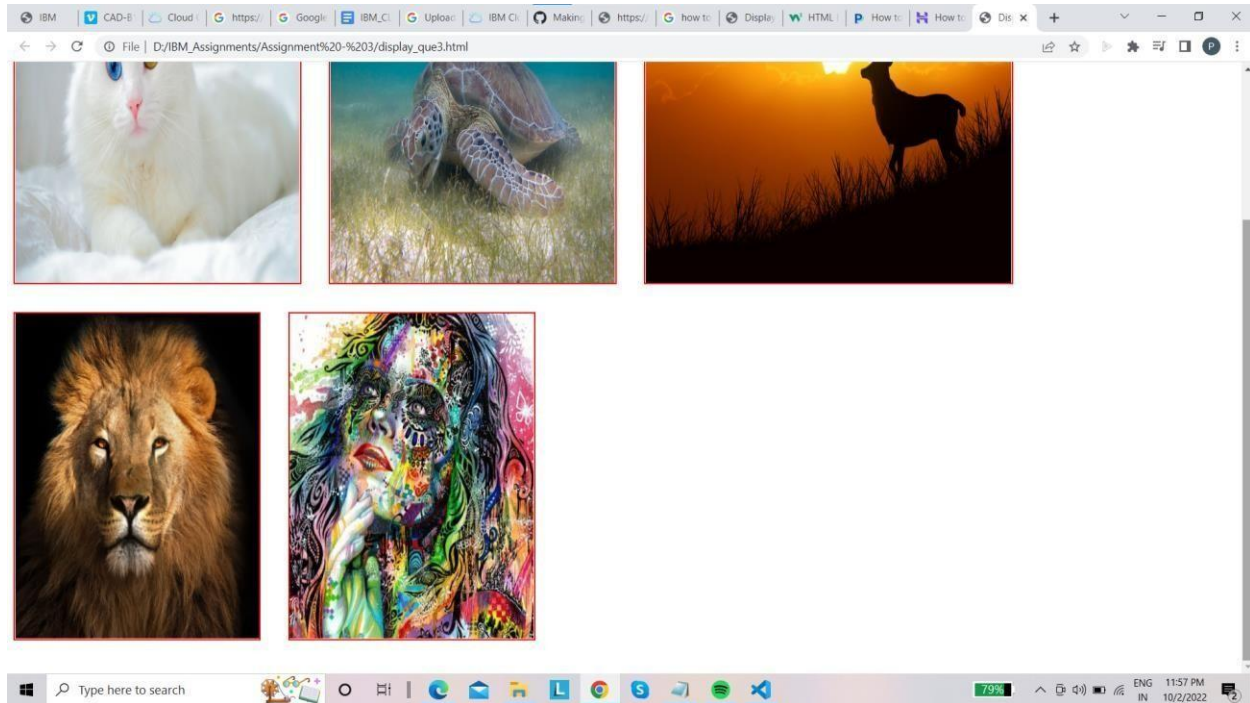 IBM CAD-B Cloud https:// Google IBM_Cl Upload IBM Cl Making https:// how to Display HTML How to How to Dis
File D:/IBM_Assignments/Assignment%20-%203/display_que3.html
P
Type here to search
79%
ENG 11:57 PM
IN 10/2/2022
2